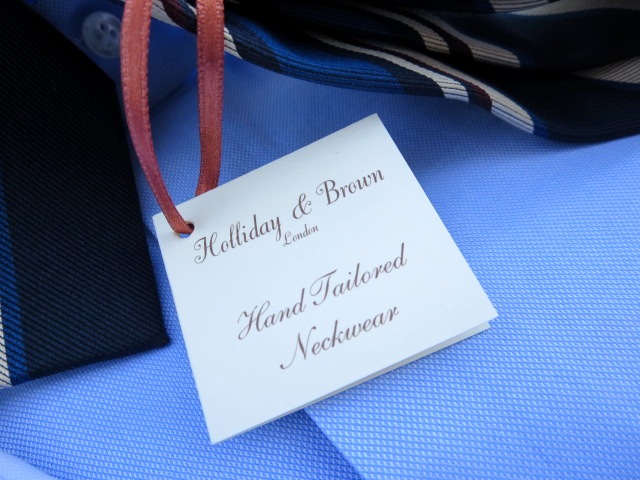 Holliday & Brown
London
Hand Tailored
Neckwear